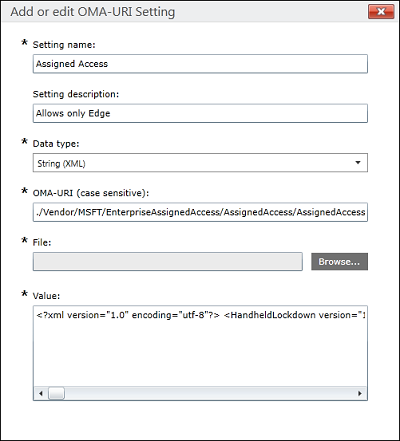 Add or edit OMA-URI Setting
* Setting name:
Assigned Access
Setting description:
Allows only Edge
* Data type:
String (XML)
* OMA-URI (case sensitive):
./Vendor/MSFT/EnterpriseAssignedAccess/AssignedAccess/AssignedAccess
* File:
Browse...
* Value:
<?xml version="1.0" encoding="utf-8"?> <HandheldLockdown version="1